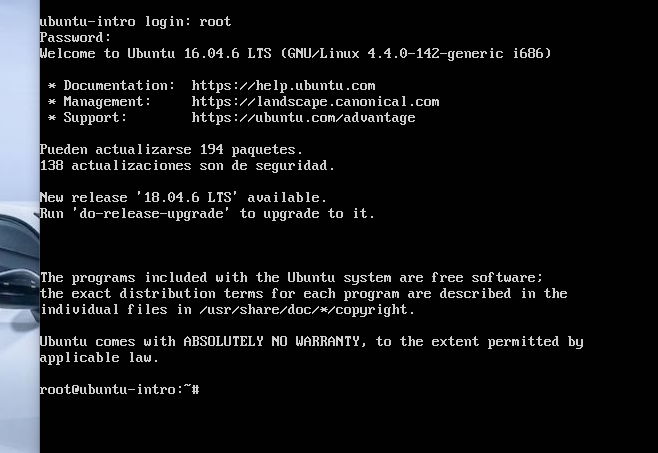 ubuntu-intro login: root
Password:
Welcome to Ubuntu 16.04.6 LTS (GNU/Linux 4.4.0-142-generic i686)
* Documentation:  https://help.ubuntu.com
* Management:     https://landscape.canonical.com
* Support:        https://ubuntu.com/advantage
Pueden actualizarse 194 paquetes.
138 actualizaciones son de seguridad.
New release '18.04.6 LTS' available.
Run 'do-release-upgrade' to upgrade to it.
The programs included with the Ubuntu system are free software;
the exact distribution terms for each program are described in the
individual files in /usr/share/doc/*/copyright.
Ubuntu comes with ABSOLUTELY NO WARRANTY, to the extent permitted by
applicable law.
root@ubuntu-intro:~#